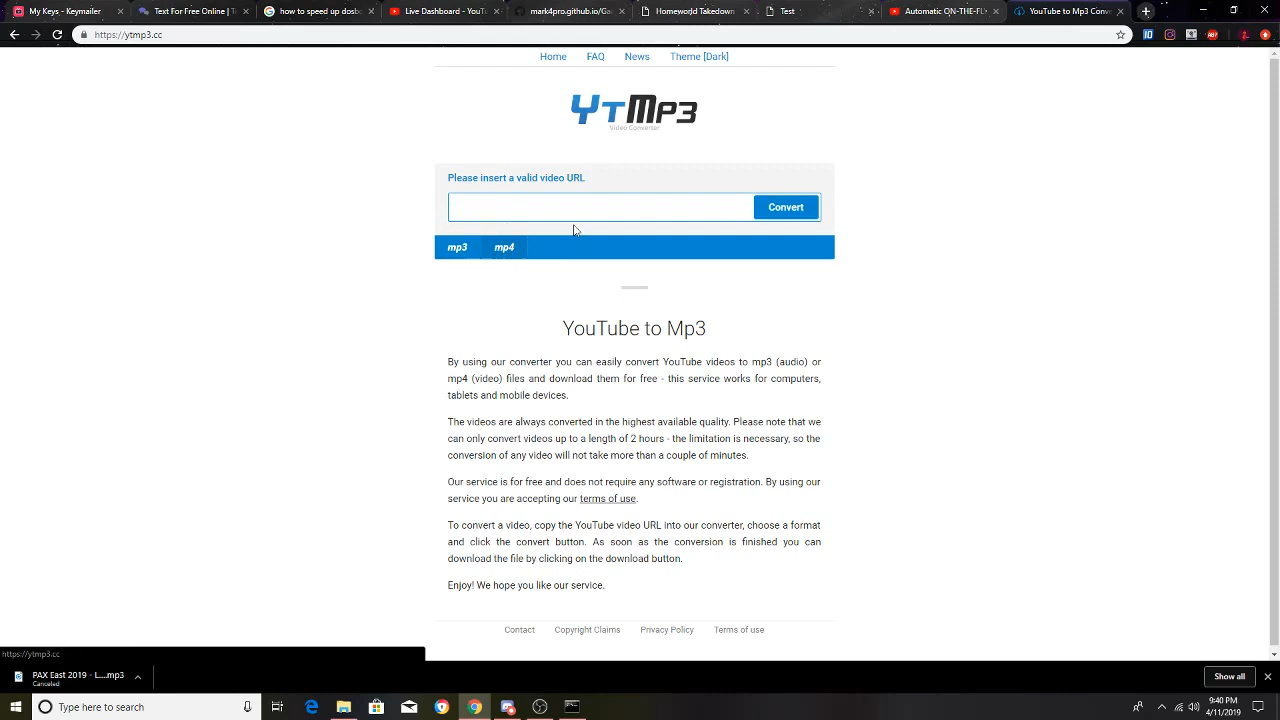 My Keys - Keymailer
Text For Free Online | T
how to speed up dosb
Live Dashboard - YouTu
mark4pro.github.io/Ga
Homeworld Takedown
Test
Automatic ON-THE-FLY
YouTube to Mp3 Conv
https://ytmp3.cc
Home FAQ News Theme [Dark]
YTMP3
Video Converter
Please insert a valid video URL
Convert
mp3 mp4
YouTube to Mp3
By using our converter you can easily convert YouTube videos to mp3 (audio) or
mp4 (video) files and download them for free - this service works for computers,
tablets and mobile devices.
The videos are always converted in the highest available quality. Please note that we
can only convert videos up to a length of 2 hours - the limitation is necessary, so the
conversion of any video will not take more than a couple of minutes.
Our service is for free and does not require any software or registration. By using our
service you are accepting our terms of use.
To convert a video, copy the YouTube video URL into our converter, choose a format
and click the convert button. As soon as the conversion is finished you can
download the file by clicking on the download button.
Enjoy! We hope you like our service.
Contact Copyright Claims Privacy Policy Terms of use
https://ytmp3.cc
PAX East 2019 - L....mp3
Canceled
Show all
Type here to search
9:40 PM
4/11/2019